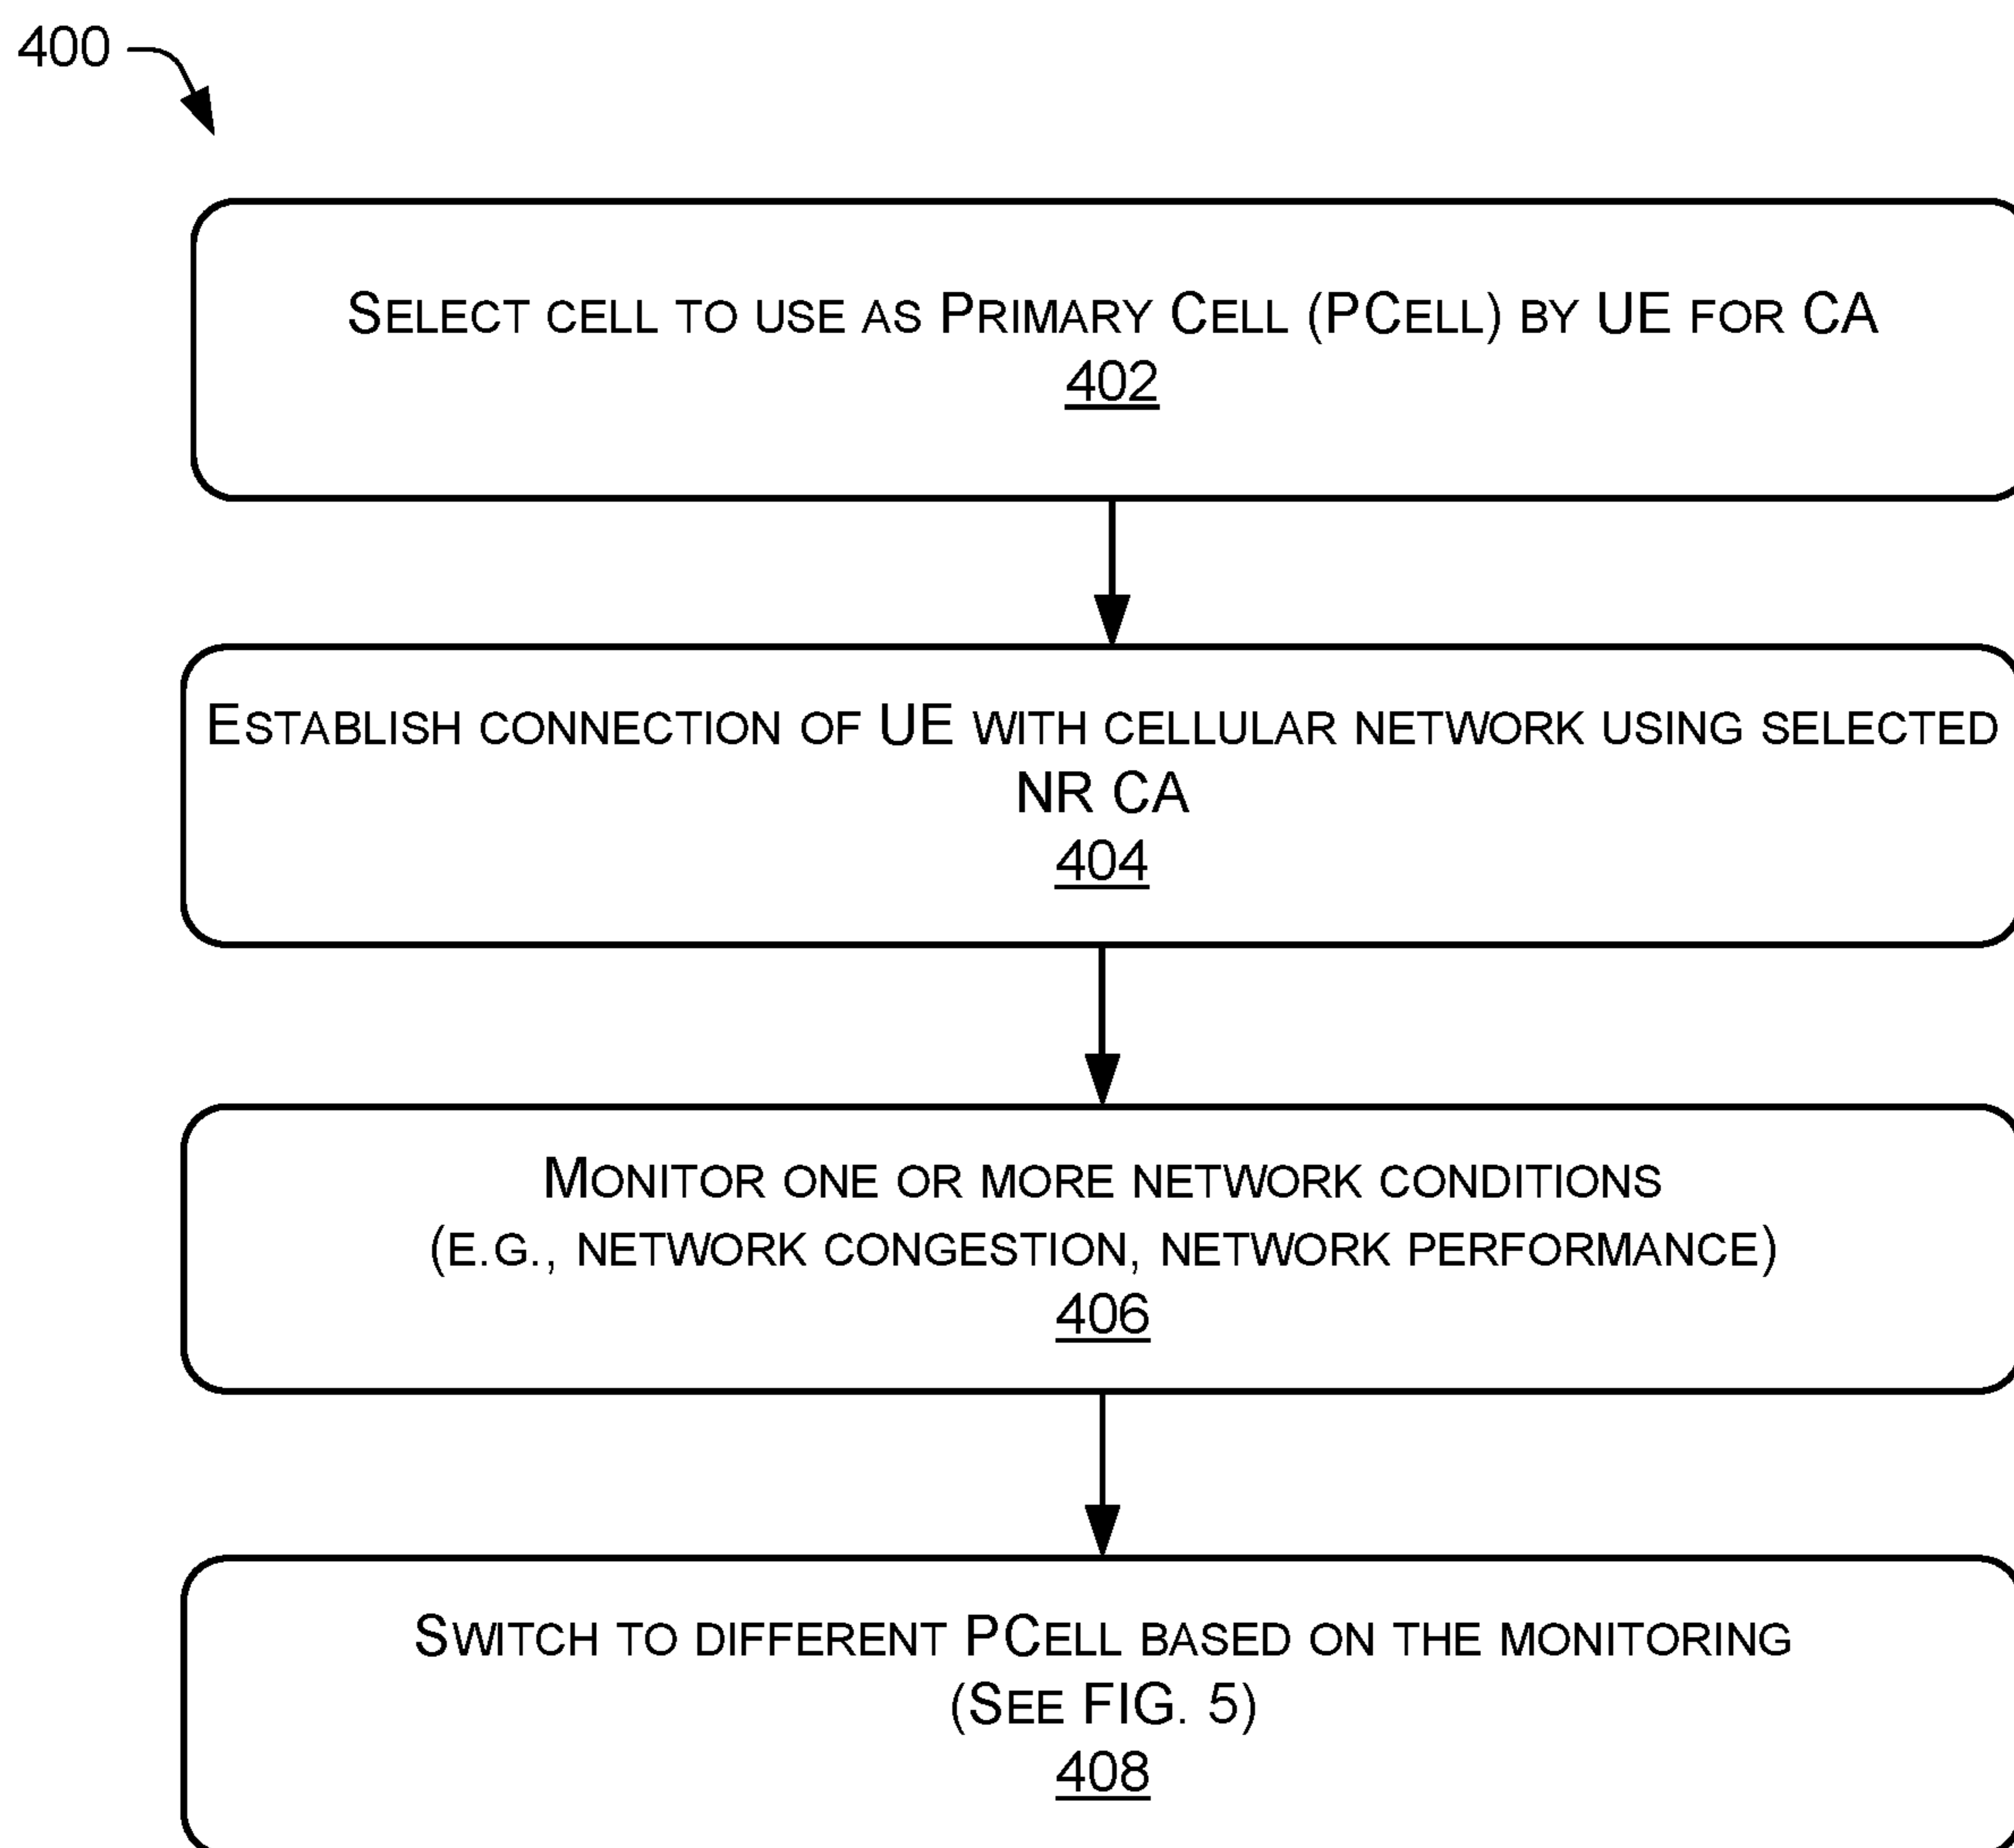 400
Select cell to use as Primary Cell (PCell) by UE for CA
402
Establish connection of UE with cellular network using selected
NR CA
404
Monitor one or more network conditions
(e.g., network congestion, network performance)
406
Switch to different PCell based on the monitoring
(See FIG. 5)
408